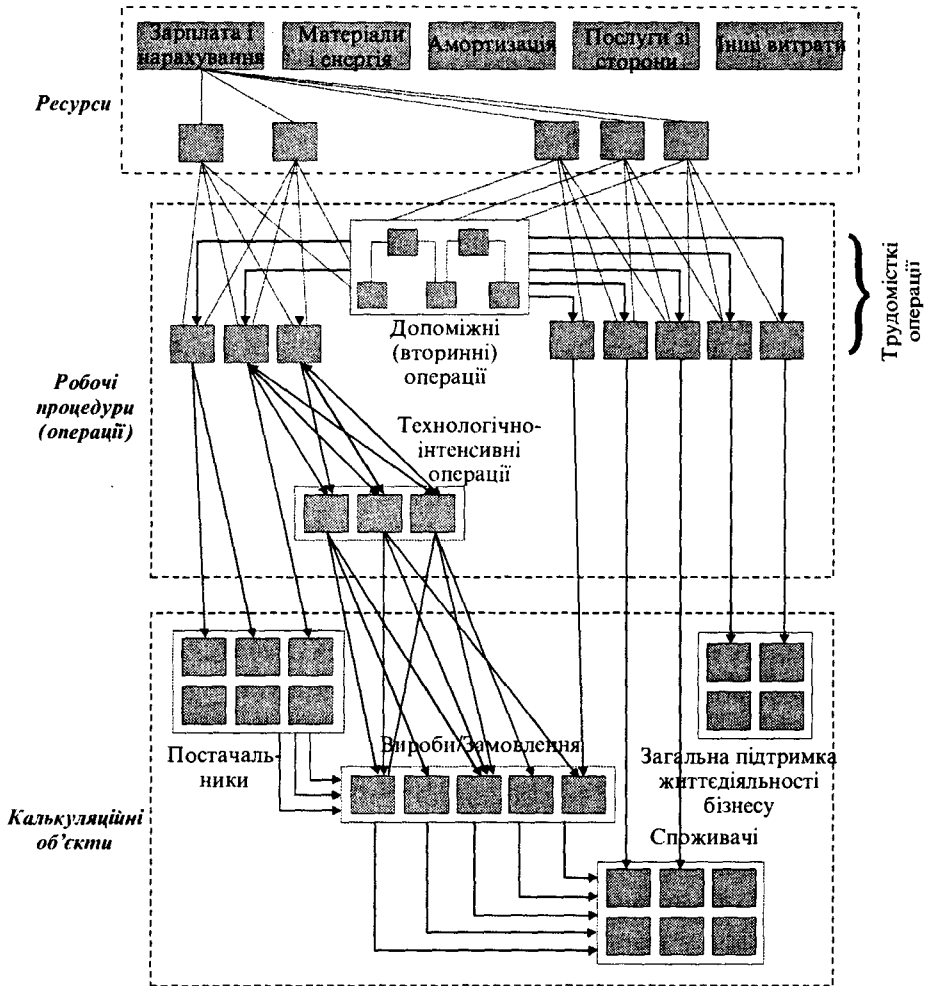 Зарплата і
нарахування
Матеріали
і енергія
Амортизація
Послуги зі
сторони
Інші витрати
Ресурси
Трудомісткі
операції
Допоміжні
(вторинні)
операції
Робочі
процедури
(операції)
Технологічно-
інтенсивні
операції
Постачаль-
ники
Вироби/Замовлення
Загальна підтримка
життєдіяльності
бізнесу
Калькуляційні
об'єкти
Споживачі